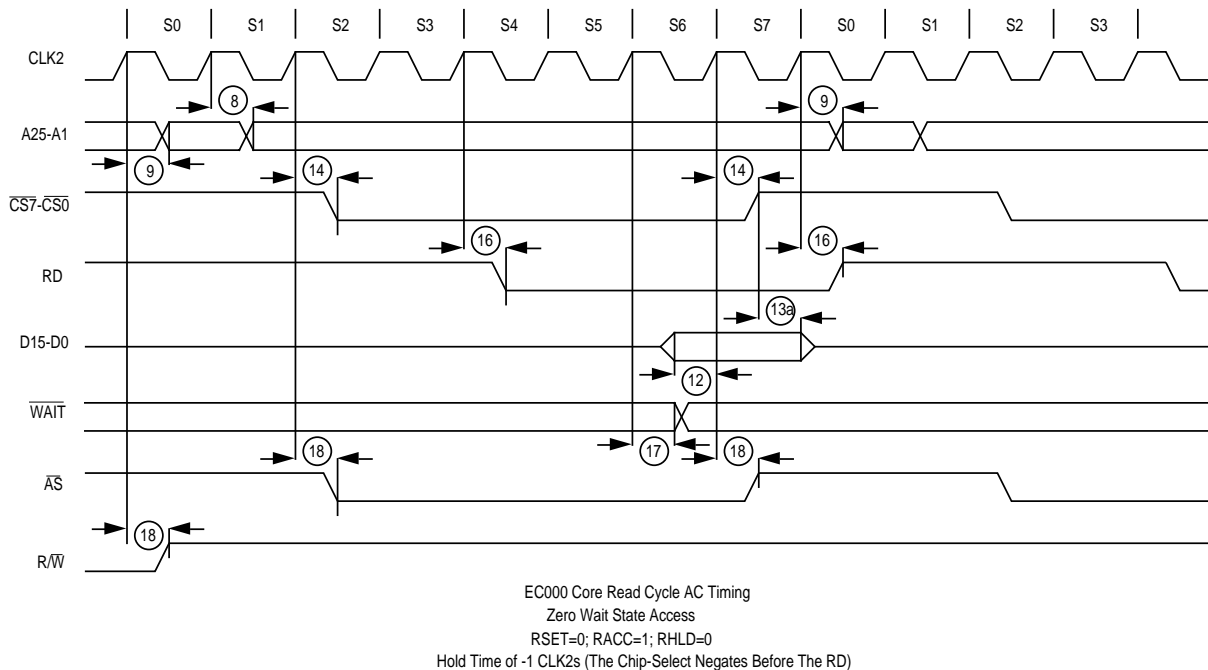 S0 S1 S2 S3 S4 S5 S6 S7 S0 S1 S2 S3
CLK2
8 9
A25-A1
9 14 14
CS7-CS0
16 16
RD
13a
D15-D0
12
WAIT
18 17 18
AS
18
R/W
EC000 Core Read Cycle AC Timing
Zero Wait State Access
RSET=0; RACC=1; RHLD=0
Hold Time of -1 CLK2s (The Chip-Select Negates Before The RD)